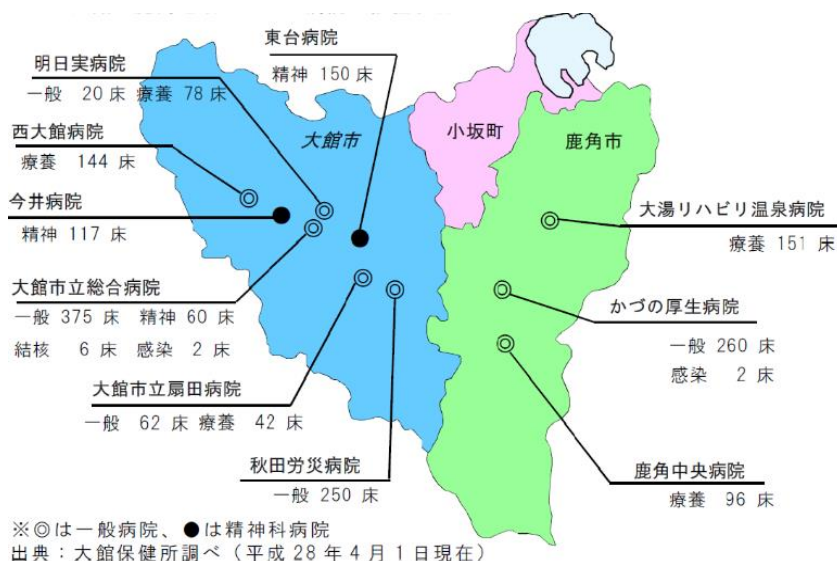 東台病院
精神 150 床
明日実病院
一般 20 床 療養 78 床
西大館病院
療養 144 床
今井病院
精神 117 床
大館市立総合病院
一般 375 床 精神 60 床
結核 6 床 感染 2 床
大館市立扇田病院
一般 62 床 療養 42 床
秋田労災病院
一般 250 床
大館市
小坂町
鹿角市
大湯リハビリ温泉病院
療養 151 床
かづの厚生病院
一般 260 床
感染 2 床
鹿角中央病院
療養 96 床
※◎は一般病院、●は精神科病院
出典：大館保健所調べ（平成 28 年 4 月 1 日現在）